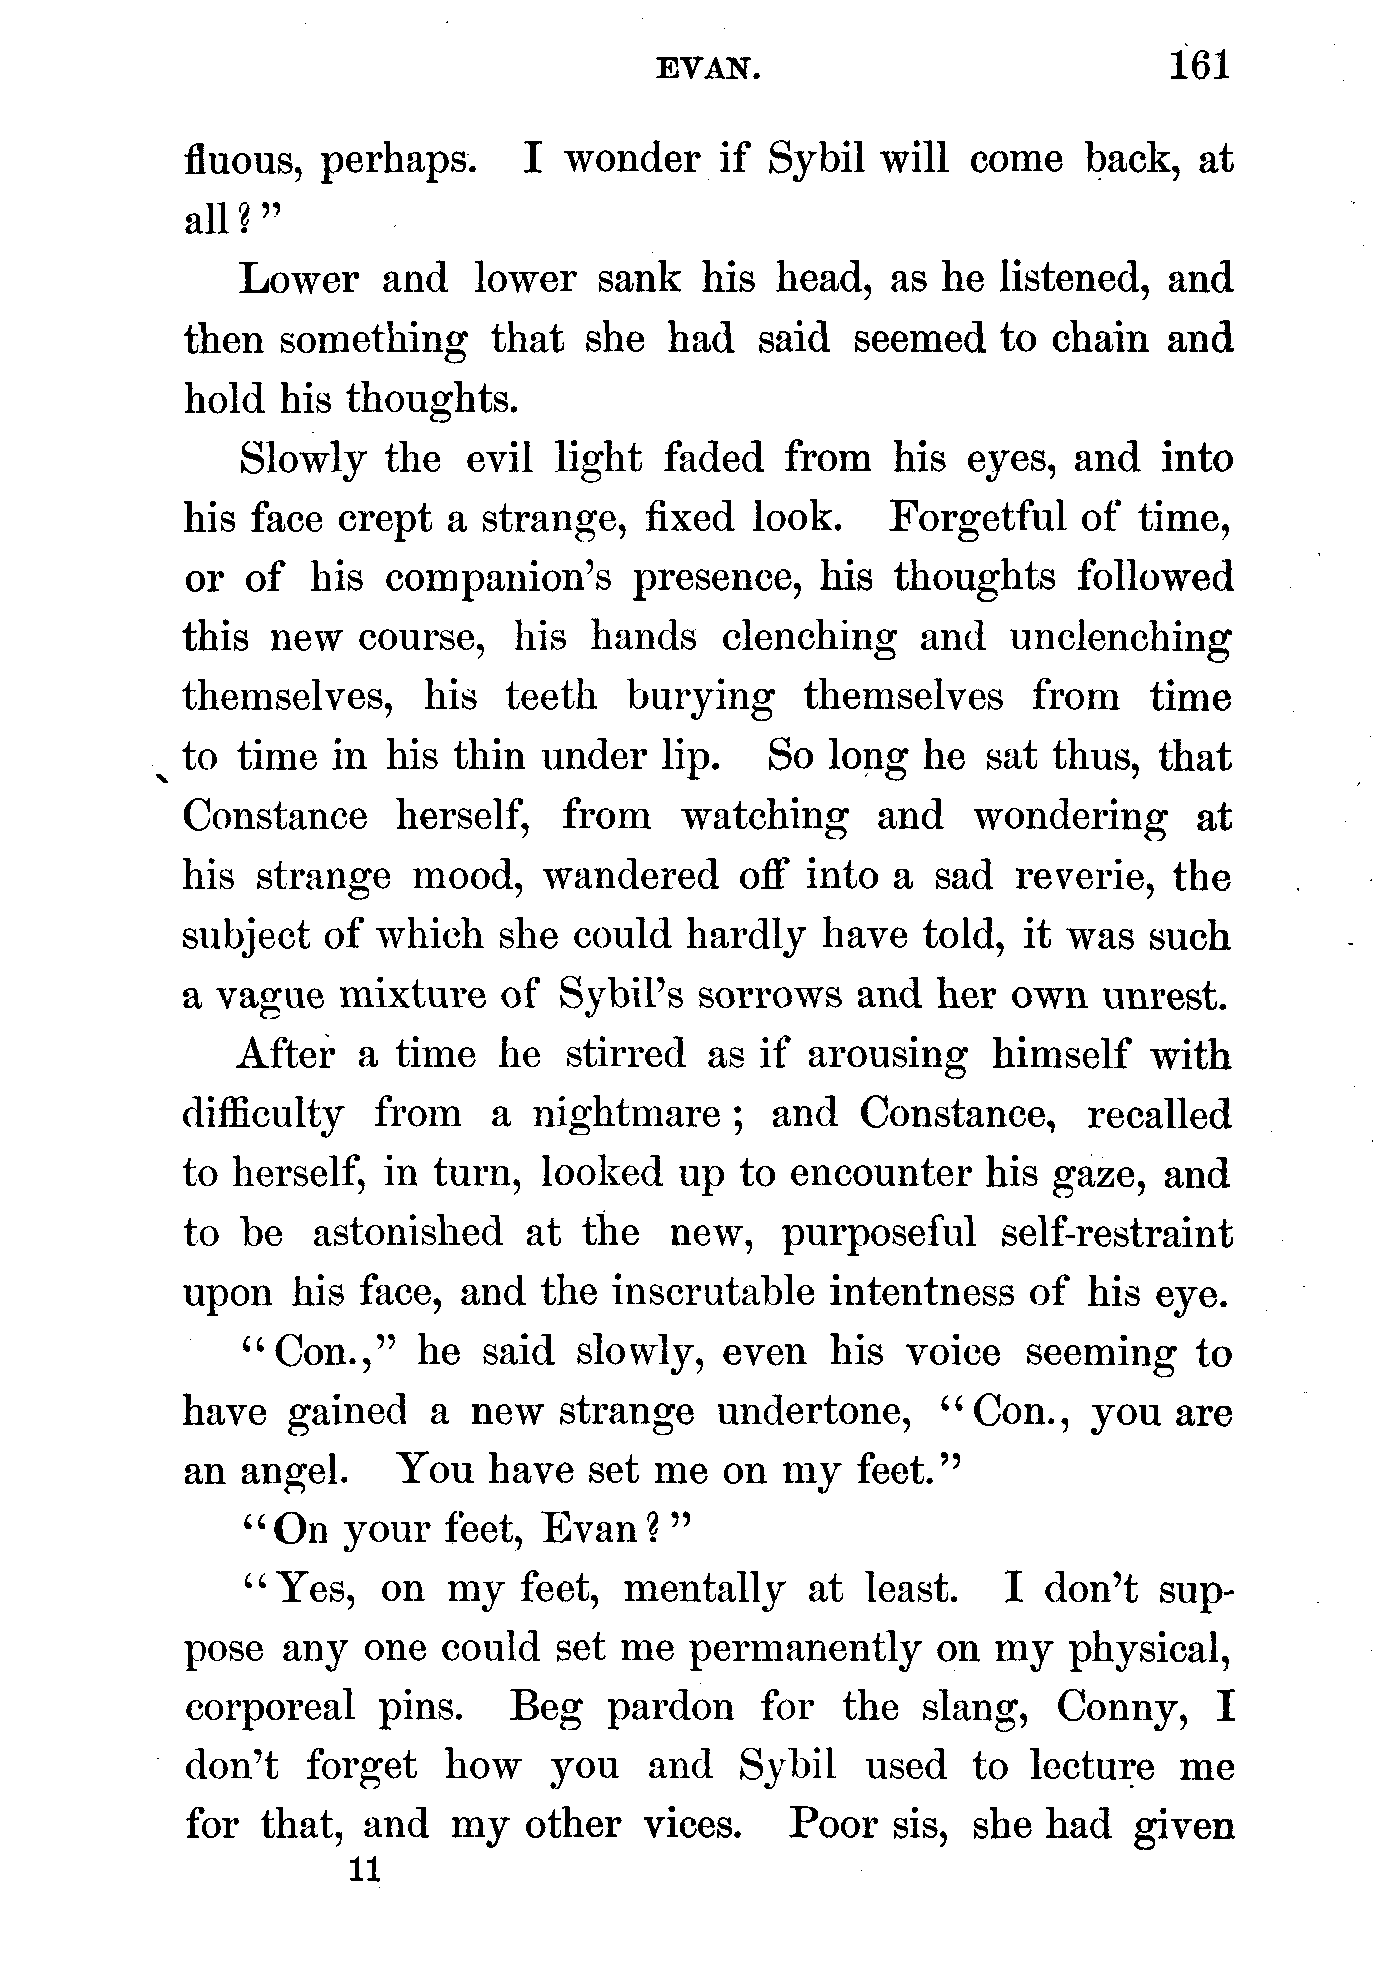 EVAN. 161
fluous, perhaps. I wonder if Sybil will come back, at
all?"
Lower and lower sank his head, as he listened, and
then something that she had said seemed to chain and
hold his thoughts.
Slowly the evil light faded from his eyes, and into
his face crept a strange, fixed look. Forgetful of time,
or of his companion's presence, his thoughts followed
this new course, his hands clenching and unclenching
themselves, his teeth burying themselves from time
to time in his thin under lip. So long he sat thus, that
Constance herself, from watching and wondering at
his strange mood, wandered off into a sad reverie, the
subject of which she could hardly have told, it was such
a vague mixture of Sybil's sorrows and her own unrest.
After a time he stirred as if arousing himself with
difficulty from a nightmare; and Constance, recalled
to herself, in turn, looked up to encounter his gaze, and
to be astonished at the new, purposeful self-restraint
upon his face, and the inscrutable intentness of his eye.
"Con.," he said slowly, even his voice seeming to
have gained a new strange undertone, "Con., you are
an angel. You have set me on my feet."
"On your feet, Evan?"
"Yes, on my feet, mentally at least. I don't sup-
pose any one could set me permanently on my physical,
corporeal pins. Beg pardon for the slang, Conny, I
don't forget how you and Sybil used to lecture me
for that, and my other vices. Poor sis, she had given
11